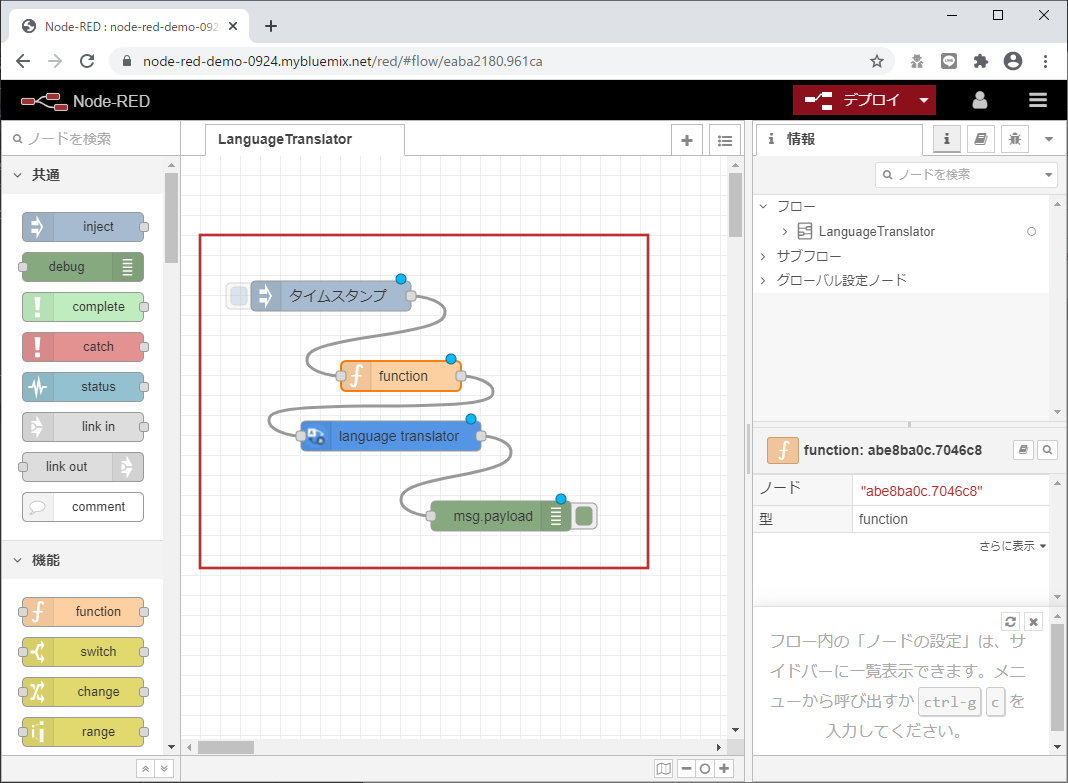 Node-RED : node-red-demo-092
node-red-demo-0924.mybluemix.net/red/#flow/eaba2180.961ca
Node-RED
デプロイ
ノードを検索
LanguageTranslator
情報
共通
ノードを検索
inject
debug
complete
catch
status
link in
link out
comment
機能
function
switch
change
range
タイムスタンプ
function
language translator
msg.payload
フロー
LanguageTranslator
サブフロー
グローバル設定ノード
function: abe8ba0c.7046c8
ノード "abe8ba0c.7046c8"
型 function
さらに表示
フロー内の「ノードの設定」は、サ
イドバーに一覧表示できます。メニ
ューから呼び出すか ctrl-g c を
入力してください。